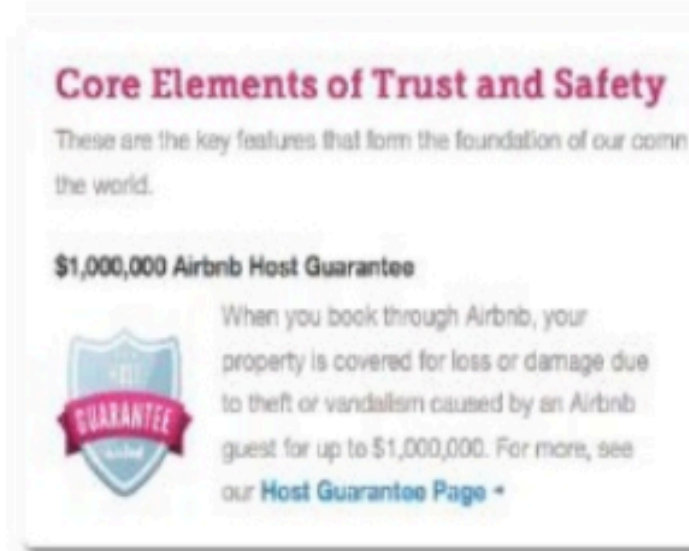 Core Elements of Trust and Safety
These are the key features that form the foundation of our comm
the world.
$1,000,000 Airbnb Host Guarantee
When you book through Airbnb, your
property is covered for loss or damage due
to theft or vandalism caused by an Airbnb
guest for up to $1,000,000. For more, see
our Host Guarantee Page
HOST
GUARANTEE